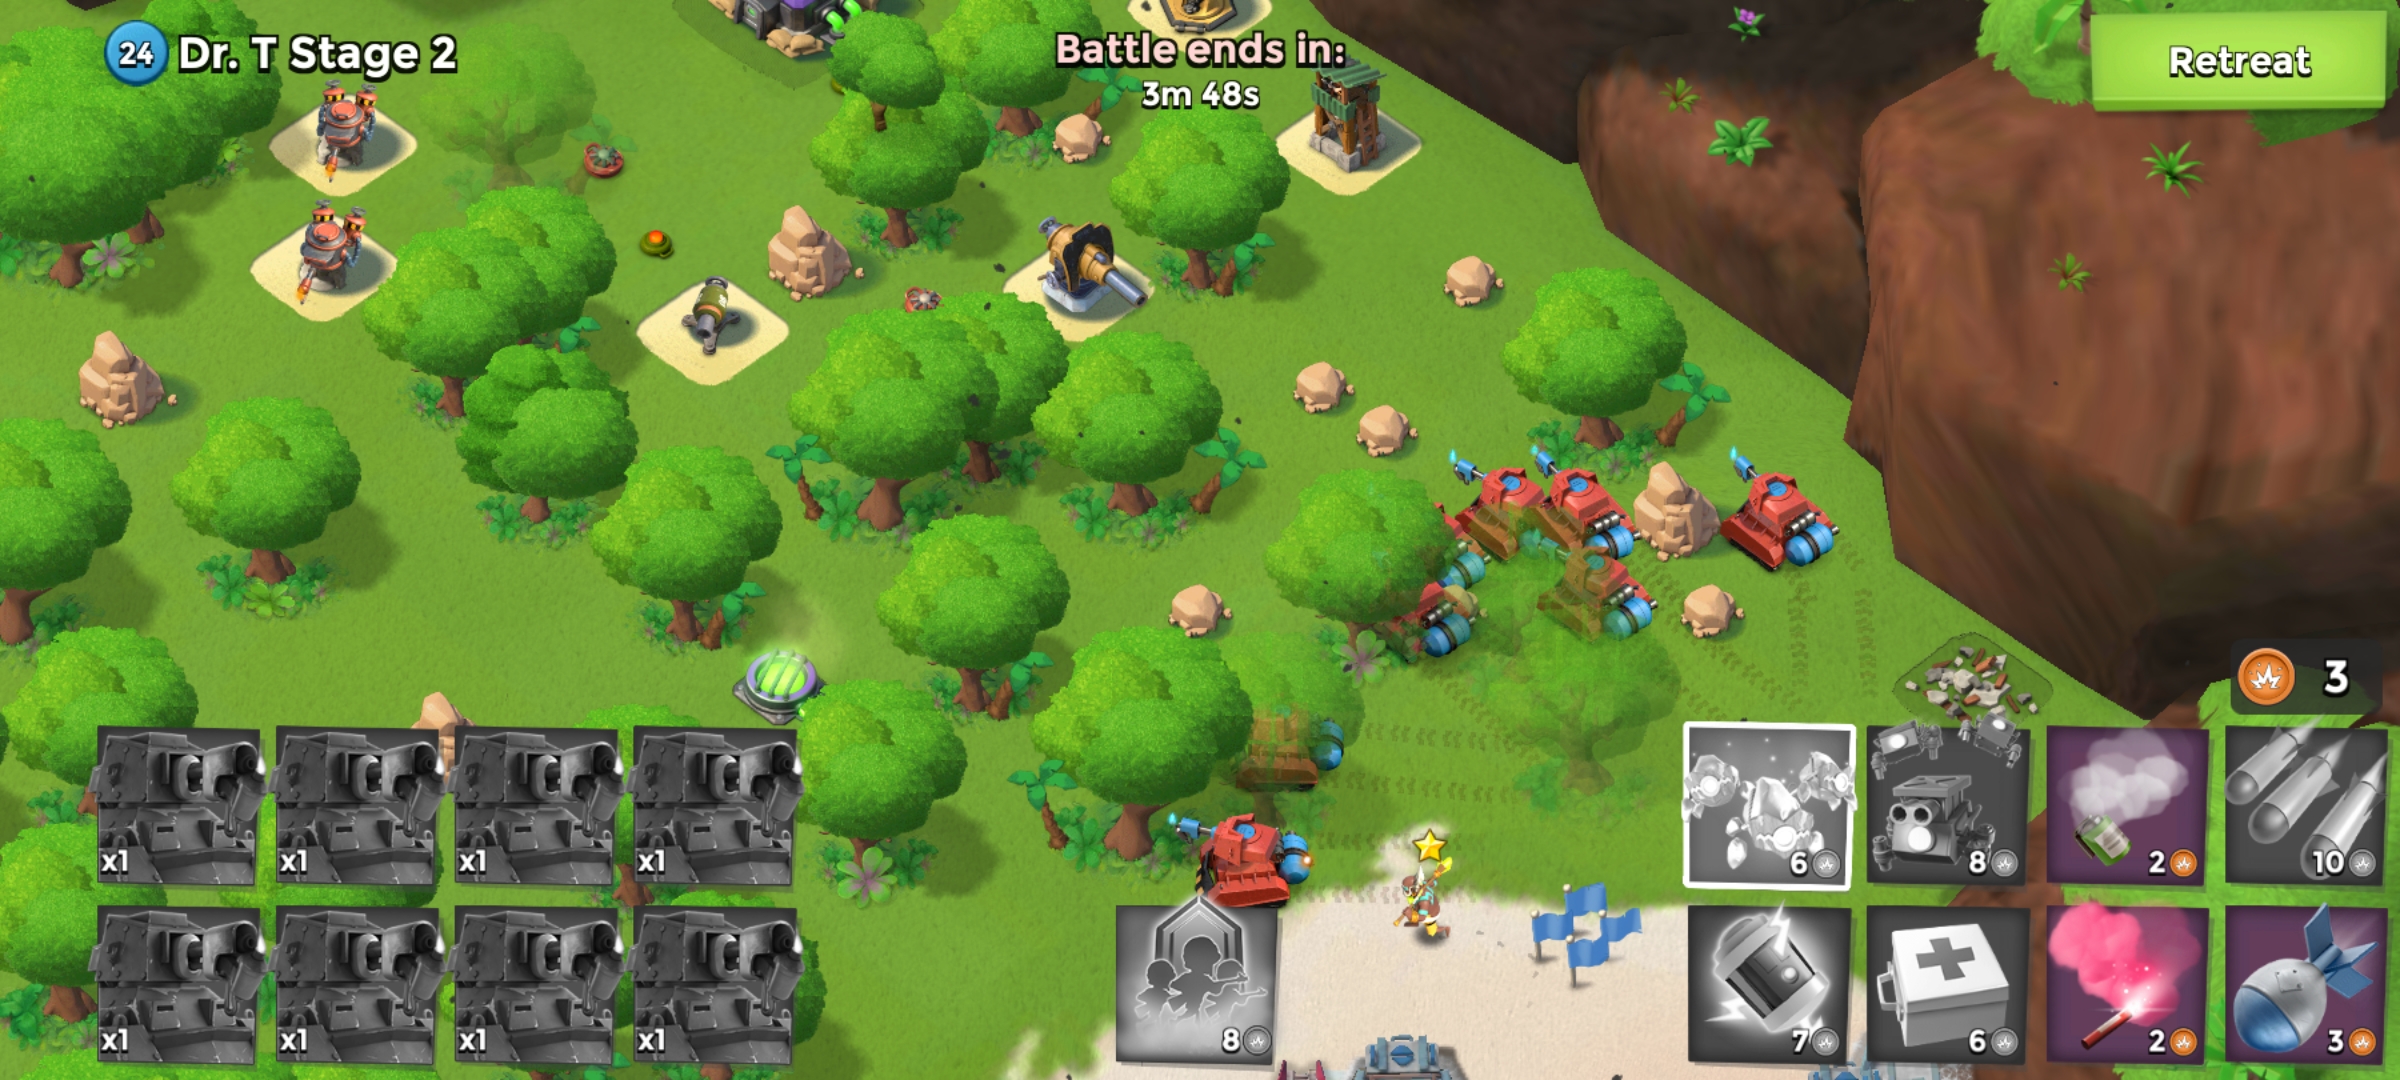 24 Dr. T Stage 2
Battle ends in:
3m 48s
Retreat
3
x1 x1 x1 x1
6 8 2 10
x1 x1 x1 x1
8
7 6 2 3